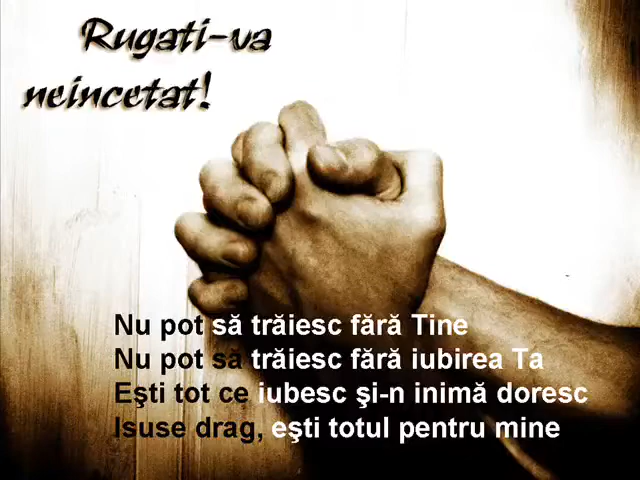 Rugati-va
neincetat!
Nu pot să trăiesc fără Tine
Nu pot să trăiesc fără iubirea Ta
Eşti tot ce iubesc şi-n inimă doresc
Isuse drag, eşti totul pentru mine